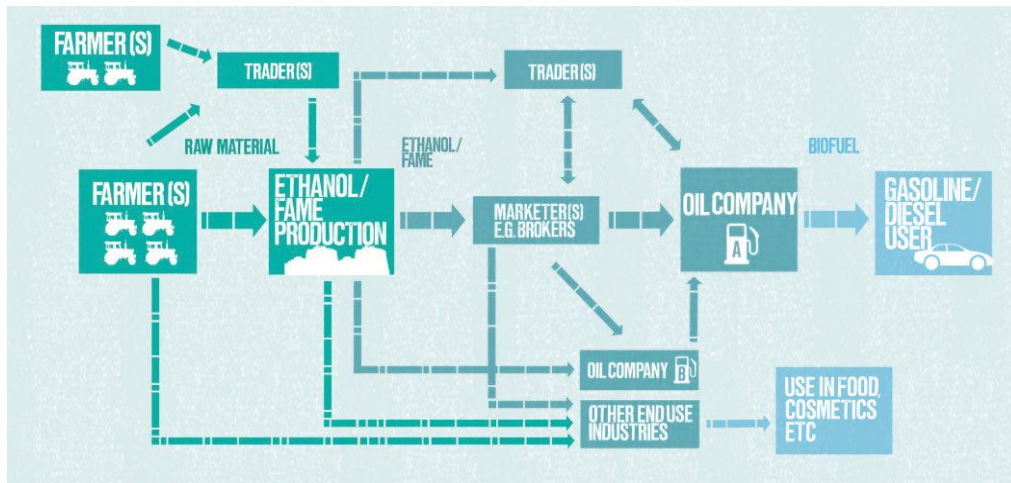 FARMER(S)
TRADER(S)
TRADER(S)
RAW MATERIAL
ETHANOL/
FAME
BIOFUEL
FARMER(S)
ETHANOL/
FAME
PRODUCTION
MARKETER(S)
E.G. BROKERS
OIL COMPANY
A
GASOLINE/
DIESEL
USER
OIL COMPANY B
OTHER END USE
INDUSTRIES
USE IN FOOD,
COSMETICS
ETC